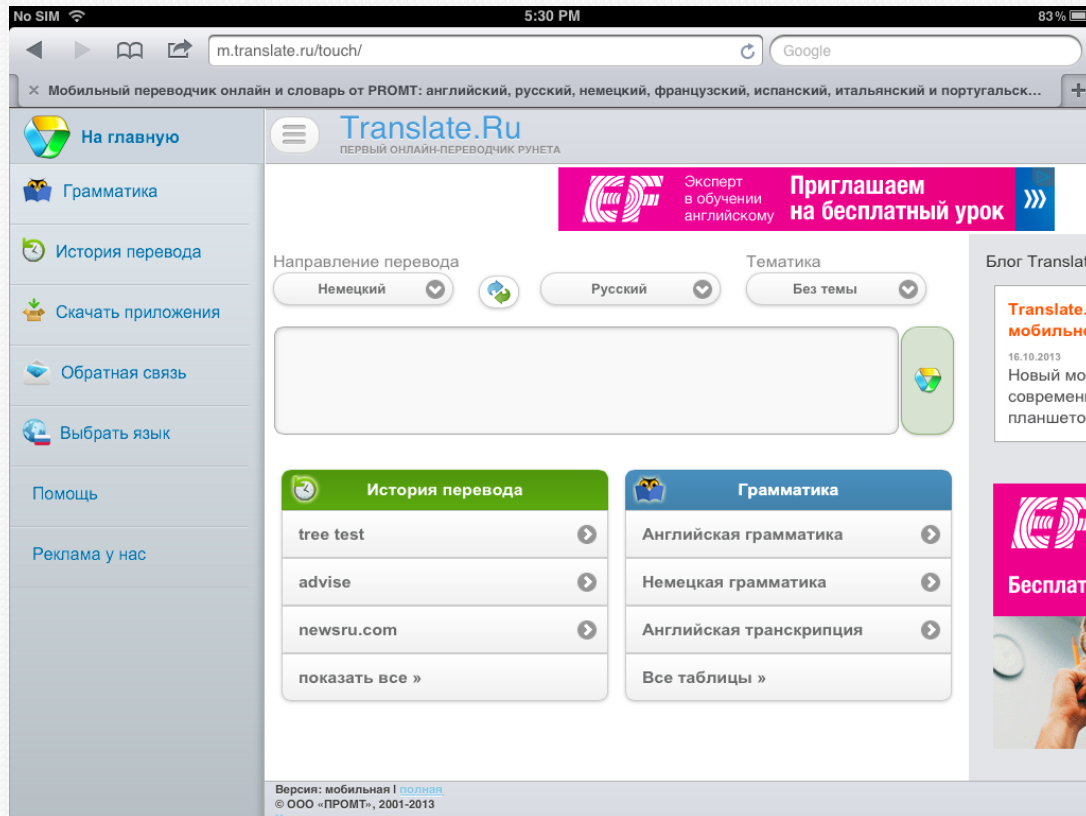 No SIM 5:30 PM 83%
m.translate.ru/touch/ Google
Мобильный переводчик онлайн и словарь от PROMT: английский, русский, немецкий, французский, испанский, итальянский и португальск...
На главную
Грамматика
История перевода
Скачать приложения
Обратная связь
Выбрать язык
Помощь
Реклама у нас
Translate.Ru
ПЕРВЫЙ ОНЛАЙН-ПЕРЕВОДЧИК РУНЕТА
EF
Эксперт
в обучении
английскому
Приглашаем
на бесплатный урок
Направление перевода Тематика
Немецкий Русский Без темы
История перевода
tree test
advise
newsru.com
показать все »
Грамматика
Английская грамматика
Немецкая грамматика
Английская транскрипция
Все таблицы »
Блог Translat
Translate.
мобильно
16.10.2013
Новый мо
современ
планшето
EF
Бесплат
Версия: мобильная | полная
© ООО «ПРОМТ», 2001-2013